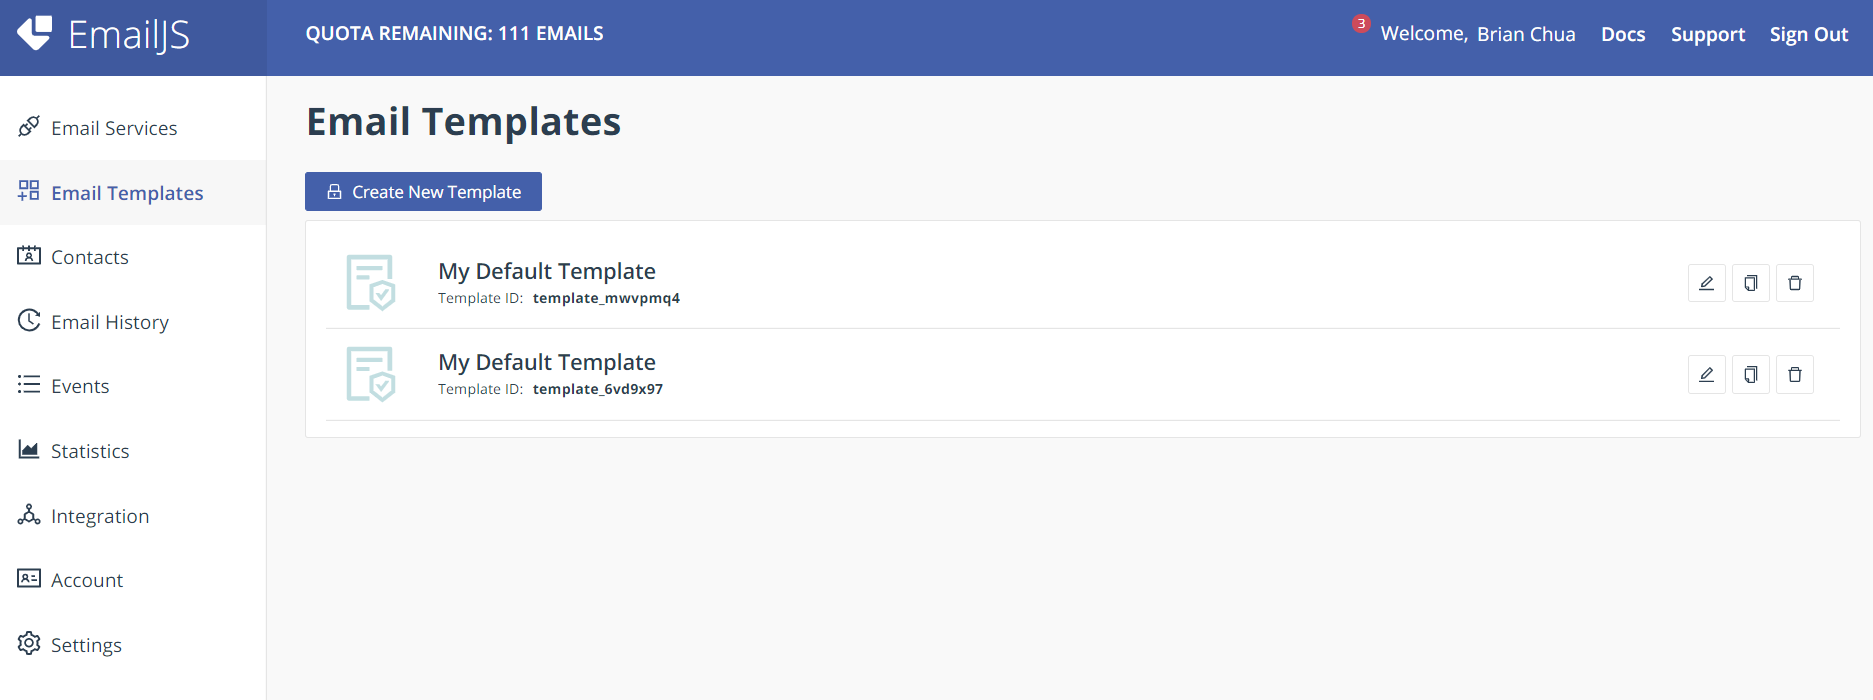 EmailJS
QUOTA REMAINING: 111 EMAILS
3
Welcome, Brian Chua
Docs
Support
Sign Out
Email Services
Email Templates
Contacts
Email History
Events
Statistics
Integration
Account
Settings
Email Templates
Create New Template
My Default Template
Template ID: template_mwvpmq4
My Default Template
Template ID: template_6vd9x97